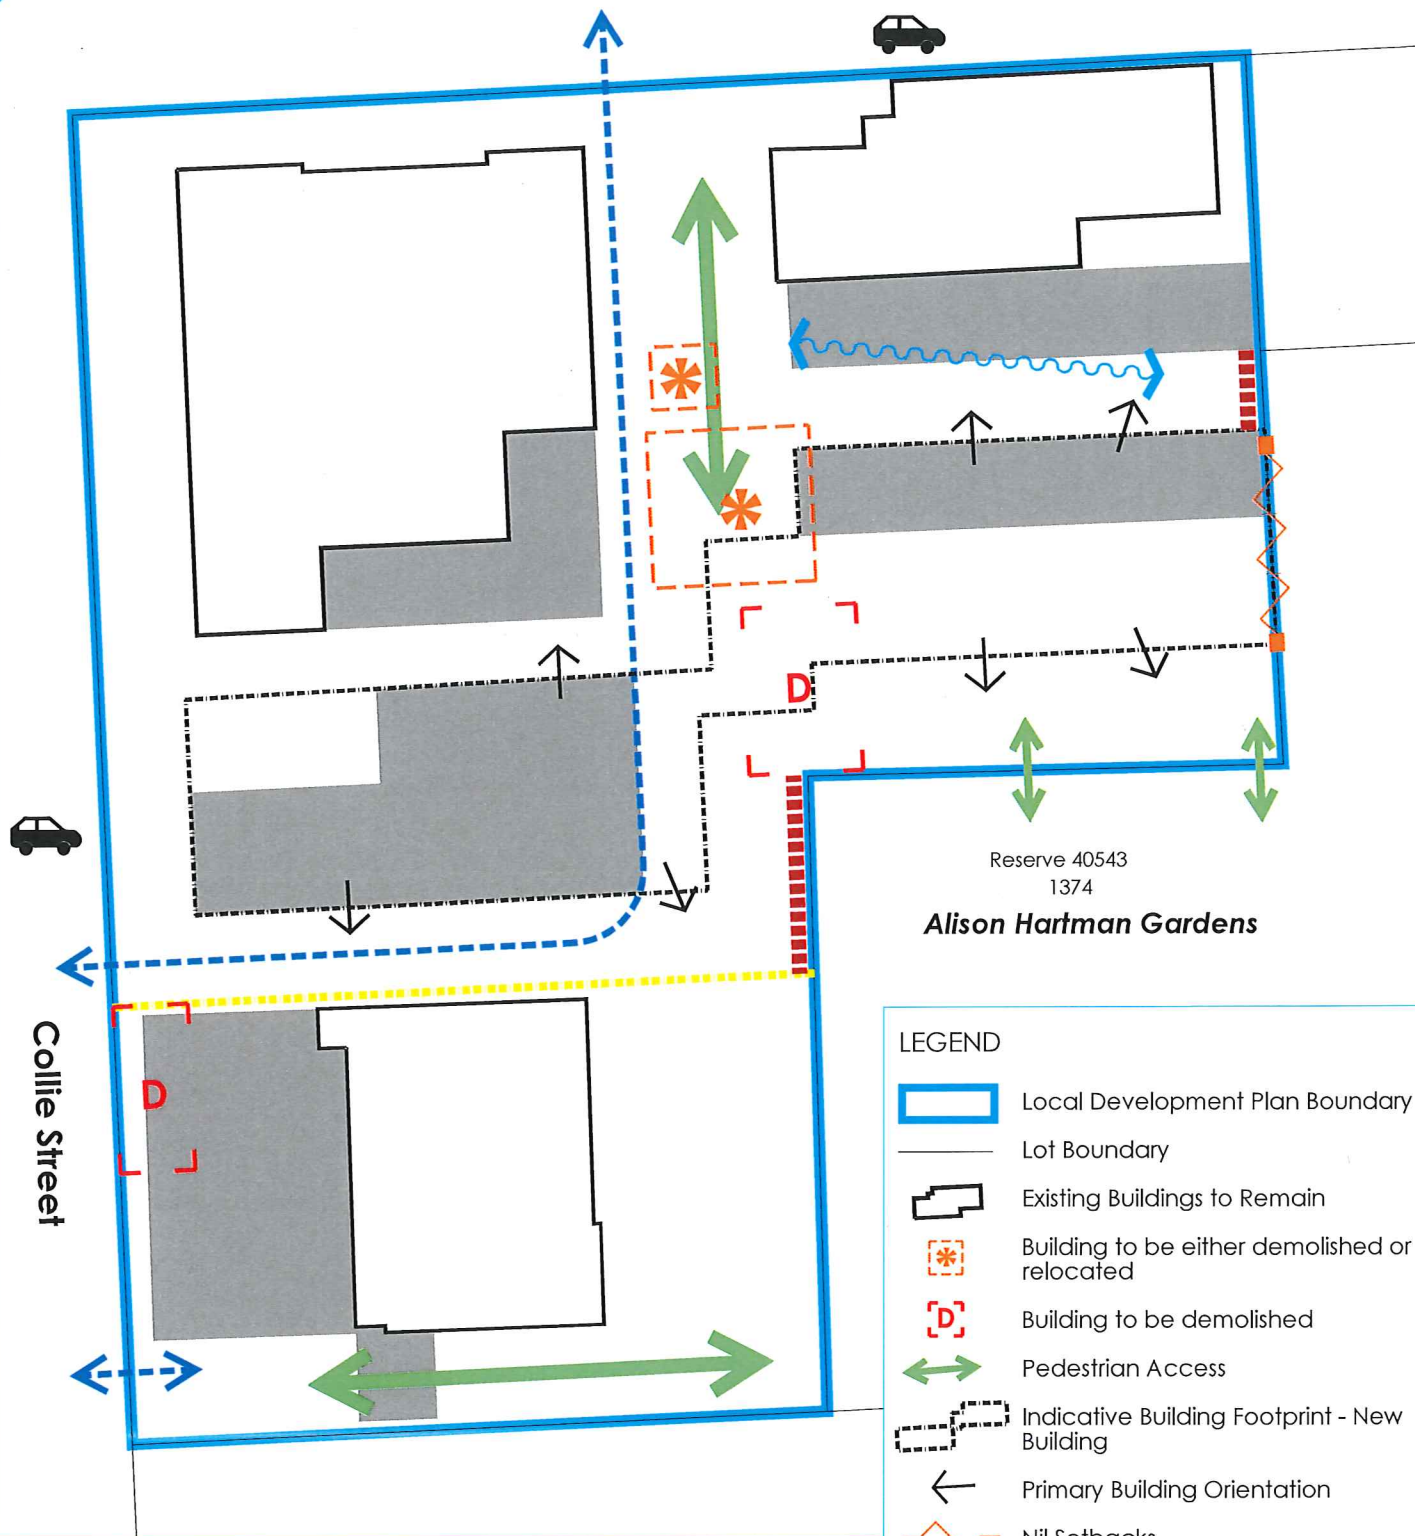 D
Reserve 40543
1374
Alison Hartman Gardens
Collie Street
D
LEGEND
Local Development Plan Boundary
Lot Boundary
Existing Buildings to Remain
Building to be either demolished or
relocated
D
Building to be demolished
Pedestrian Access
Indicative Building Footprint - New
Building
Primary Building Orientation
Nil Setbacks